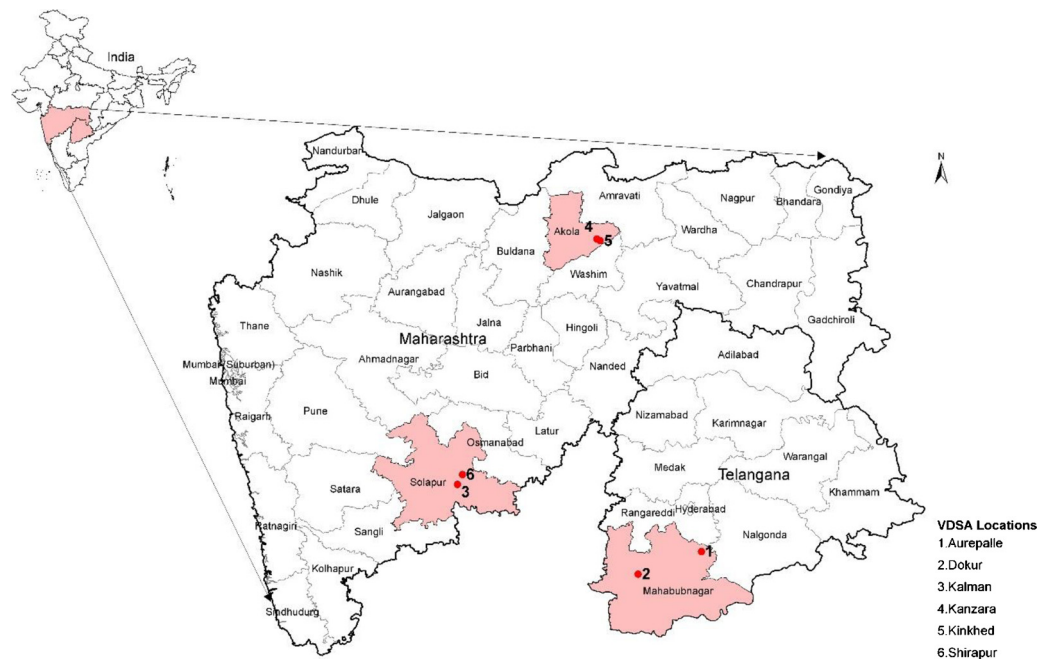 India
N
Nandurbar
Dhule
Jalgaon
Amravati
Nagpur
Bhandara
Gondiya
Akola
4
5
Wardha
Buldana
Nashik
Washim
Yavatmal
Chandrapur
Aurangabad
Gadchiroli
Thane
Jalna
Hingoli
Maharashtra
Parbhani
Ahmadnagar
Adilabad
Mumbai (Suburban)
Nanded
Bid
Mumbai
Pune
Raigarh
Nizamabad
Karimnagar
Latur
Osmanabad
Warangal
Medak
Telangana
6
Solapur
3
Satara
Khammam
Rangareddi
Hyderabad
Ratnagiri
Sangli
Nalgonda
1
Kolhapur
2
Mahabubnagar
Sindhudurg
VDSA Locations
1.Aurepalle
2.Dokur
3.Kalman
4.Kanzara
5.Kinkhed
6.Shirapur